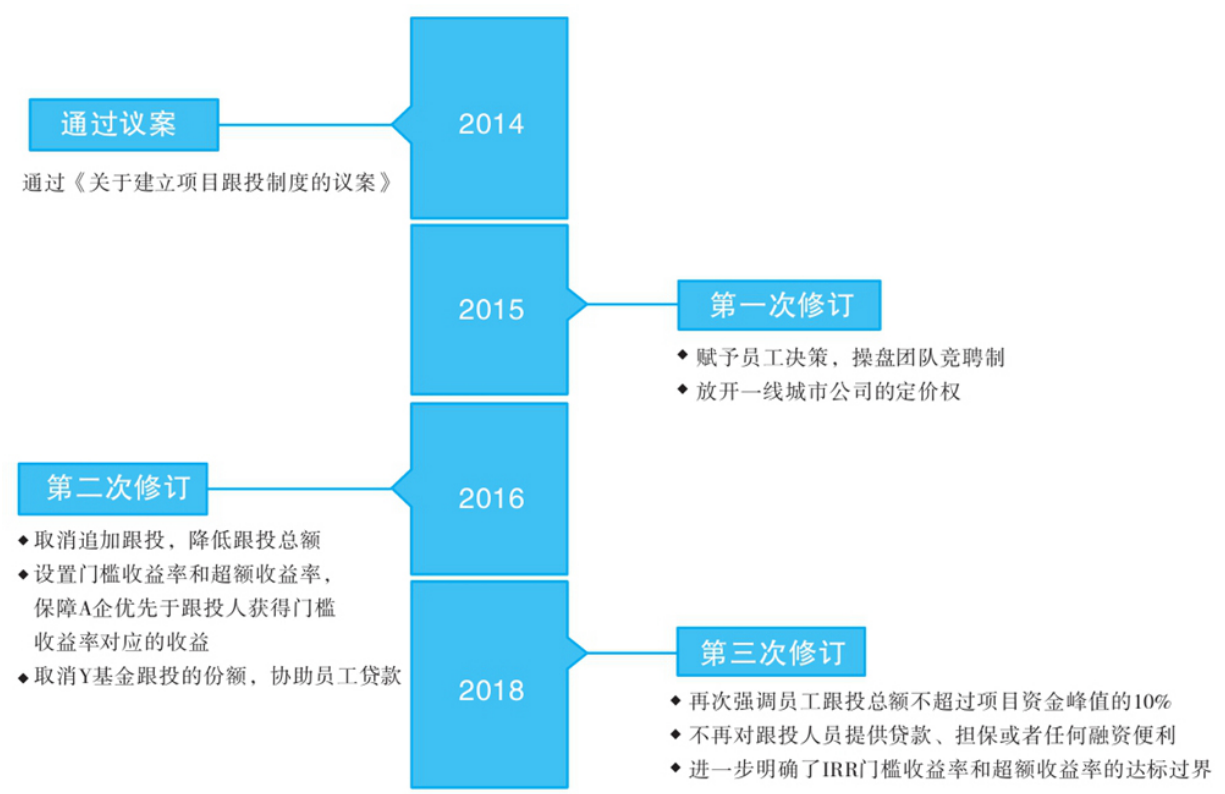 2014
通过议案
通过《关于建立项目跟投制度的议案》
2015
第一次修订
◆ 赋予员工决策，操盘团队竞聘制
◆ 放开一线城市公司的定价权
2016
第二次修订
◆ 取消追加跟投，降低跟投总额
◆ 设置门槛收益率和超额收益率，
保障A企优先于跟投人获得门槛
收益率对应的收益
◆ 取消Y基金跟投的份额，协助员工贷款
2018
第三次修订
◆ 再次强调员工跟投总额不超过项目资金峰值的10%
◆ 不再对跟投人员提供贷款、担保或者任何融资便利
◆ 进一步明确了IRR门槛收益率和超额收益率的达标过界